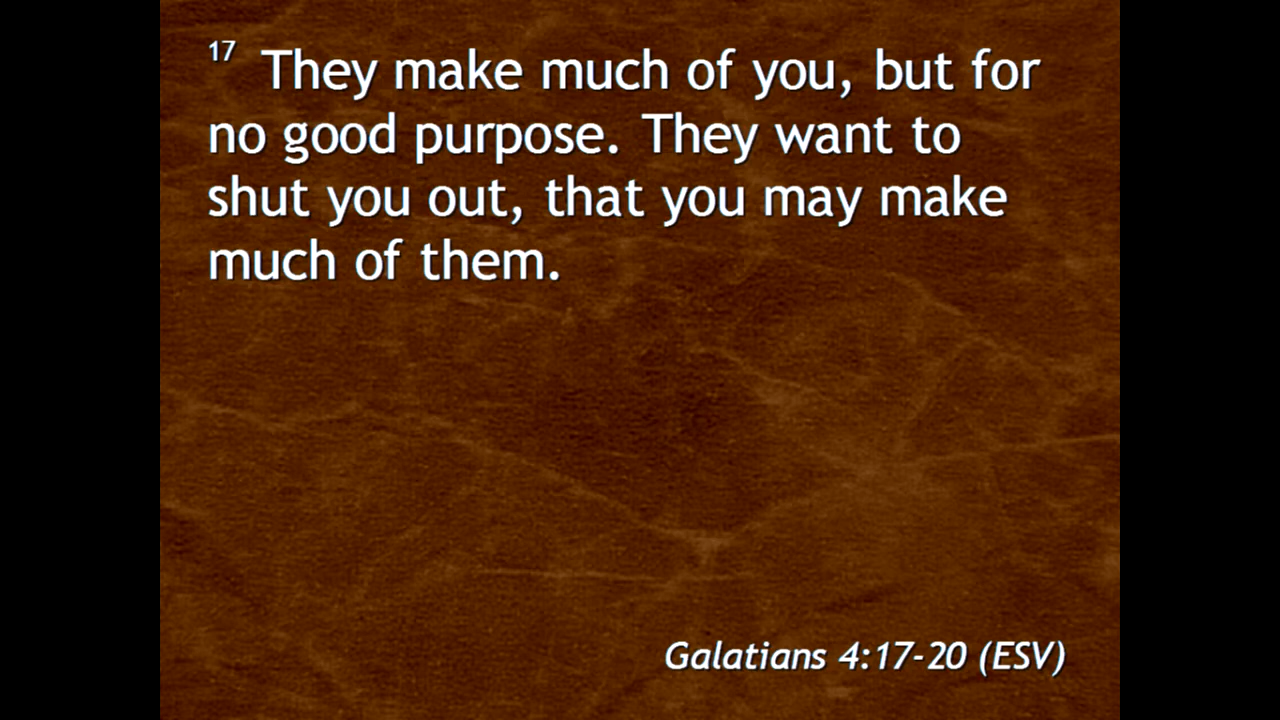 17 They make much of you, but for
no good purpose. They want to
shut you out, that you may make
much of them.
Galatians 4:17-20 (ESV)